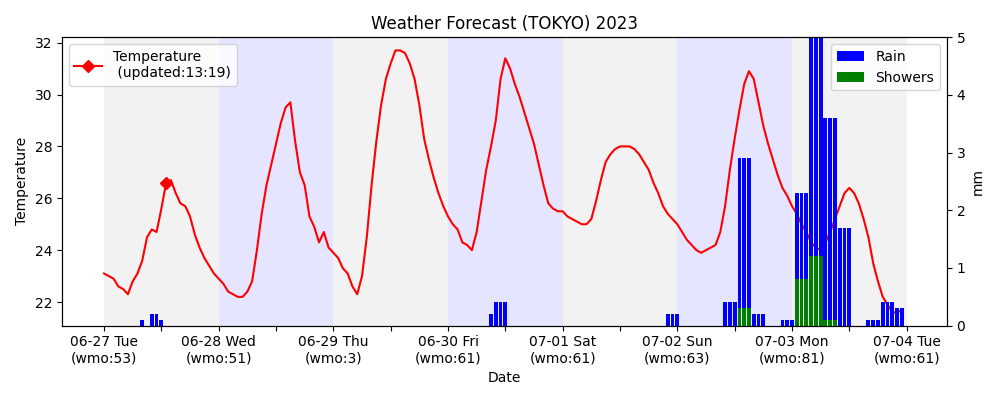 Weather Forecast (TOKYO) 2023
Temperature
(updated:13:19)
Rain
Showers
Temperature
32
30
28
26
24
22
5
4
3
2
1
0
mm
06-27 Tue
(wmo:53)
06-28 Wed
(wmo:51)
06-29 Thu
(wmo:3)
06-30 Fri
(wmo:61)
07-01 Sat
(wmo:61)
07-02 Sun
(wmo:63)
07-03 Mon
(wmo:81)
07-04 Tue
(wmo:61)
Date